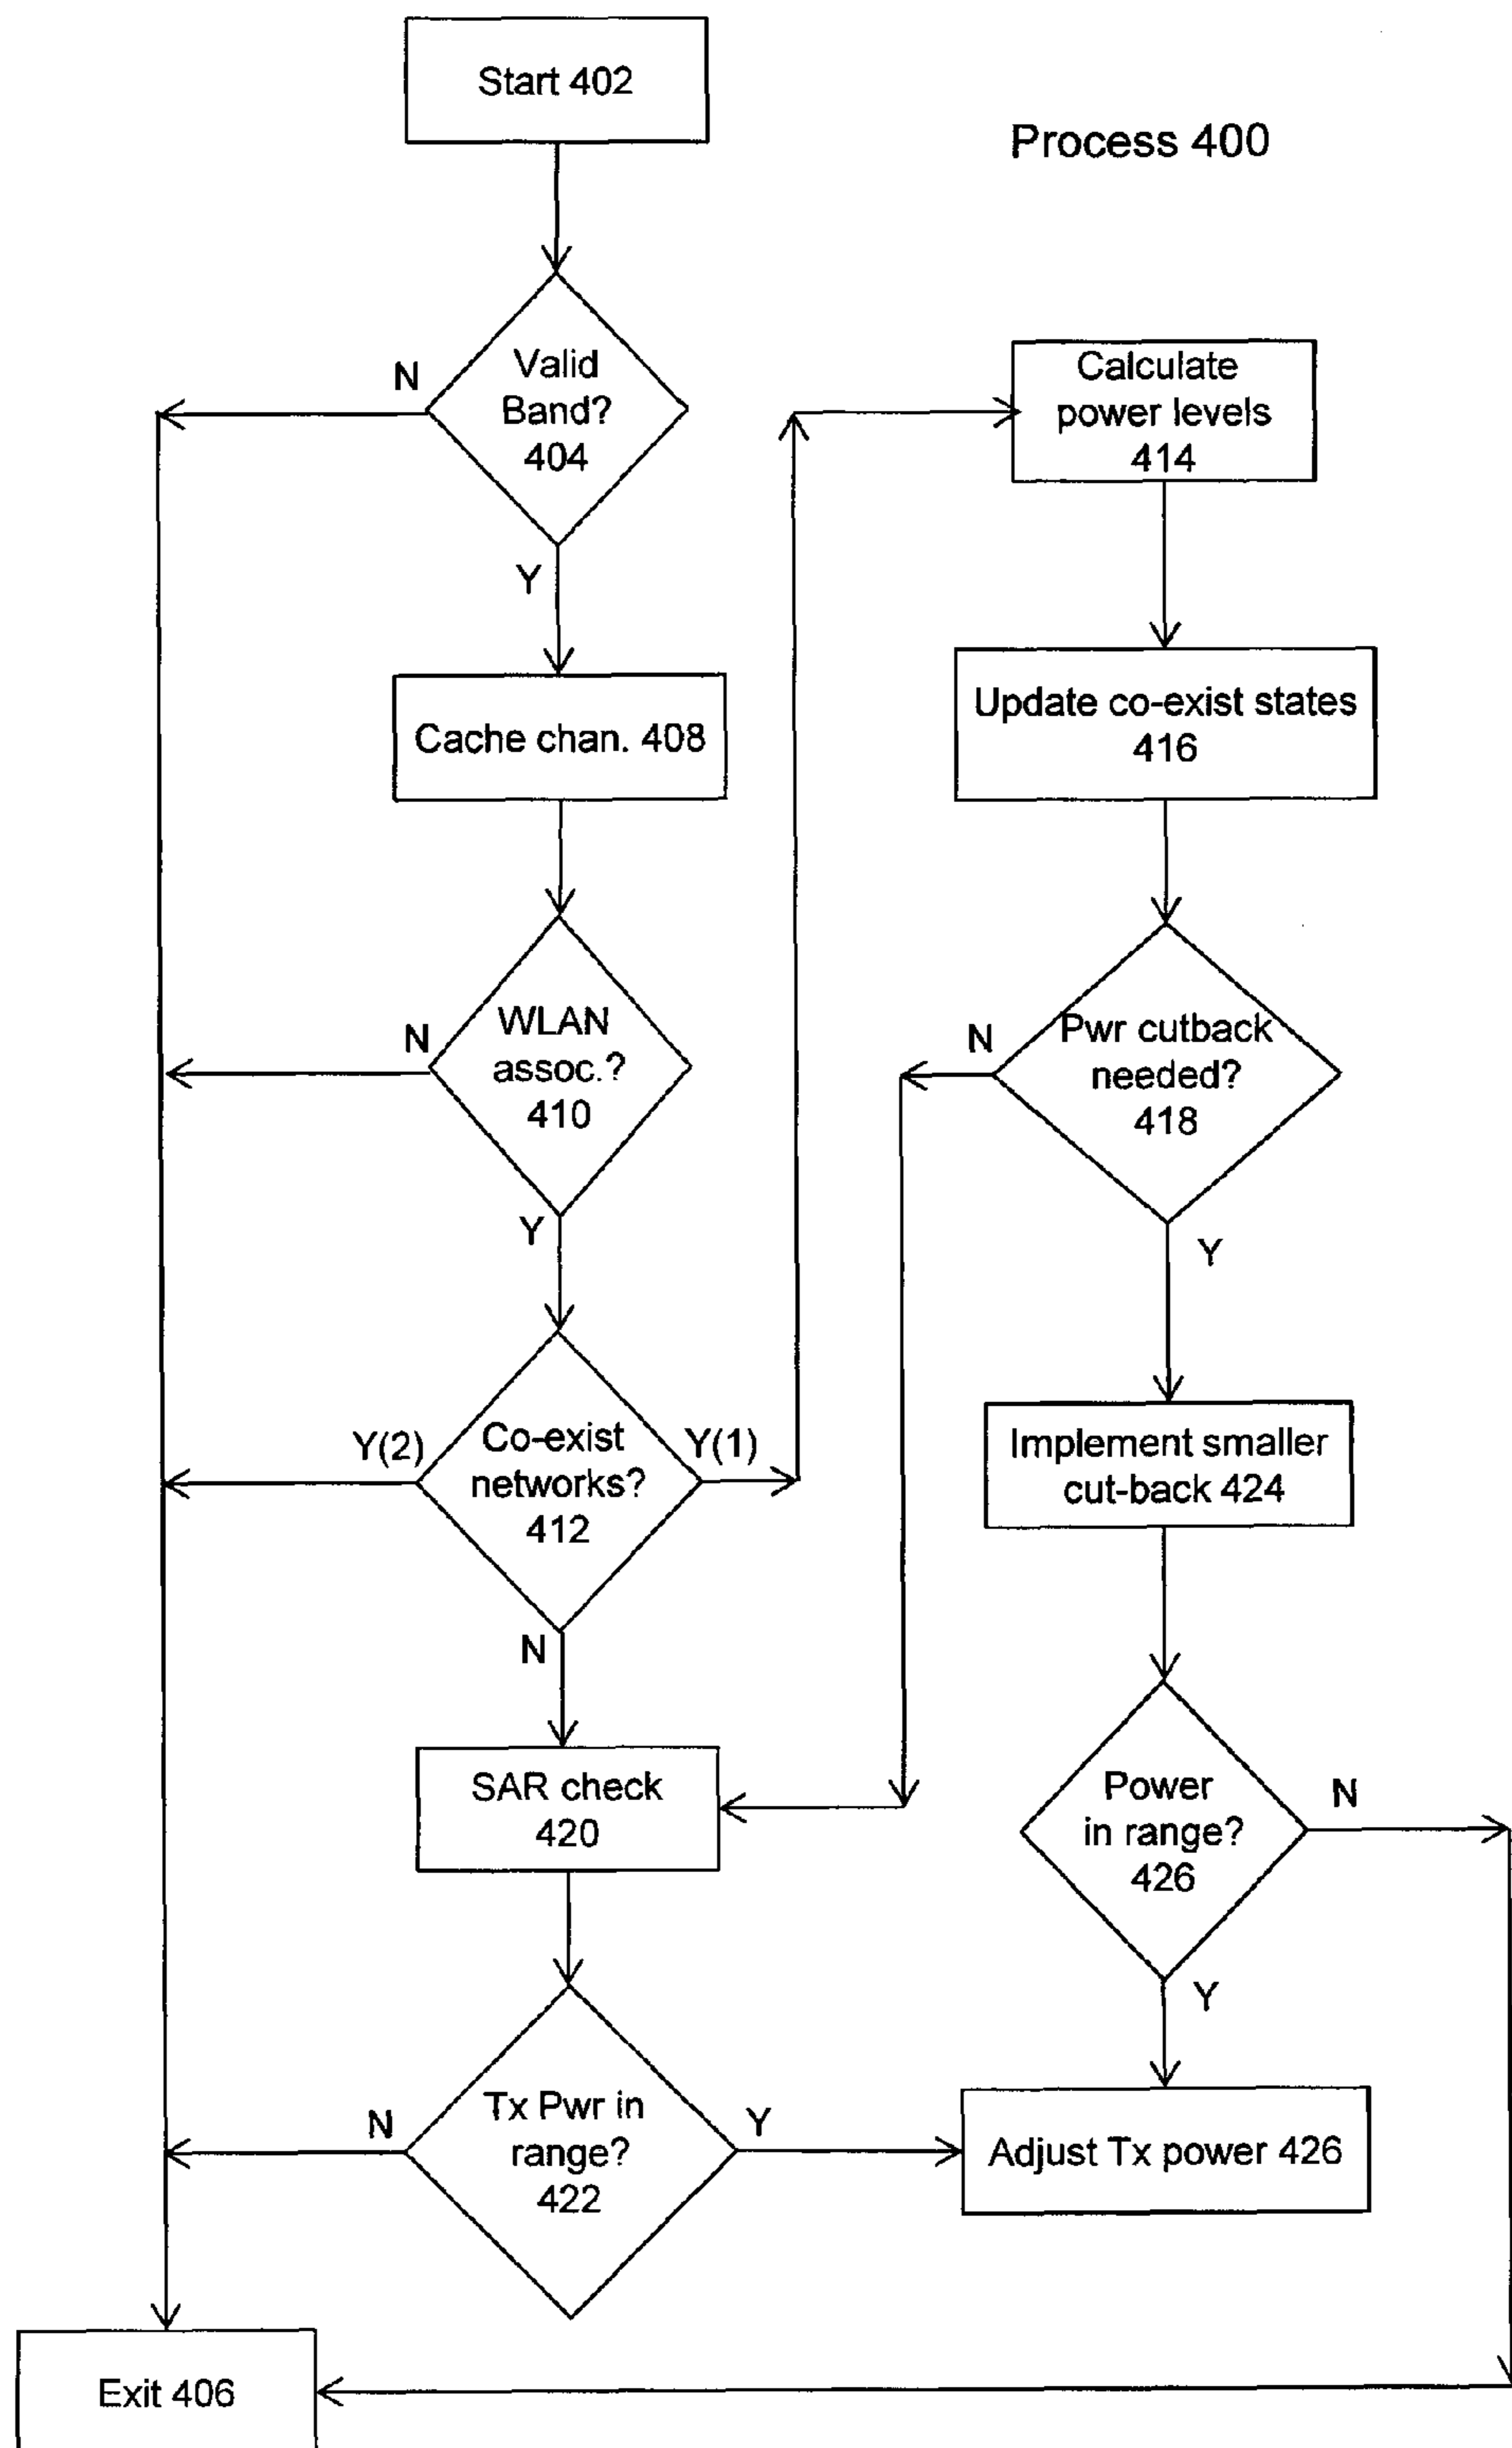 Start 402
Process 400
Valid
Band?
404
N
Y
Calculate
power levels
414
Cache chan. 408
Update co-exist states
416
WLAN
assoc.?
410
N
Y
Pwr cutback
needed?
418
N
Y
Co-exist
networks?
412
Y(2)
Y(1)
N
Implement smaller
cut-back 424
SAR check
420
Power
in range?
426
N
Y
Tx Pwr in
range?
422
N
Y
Adjust Tx power 426
Exit 406